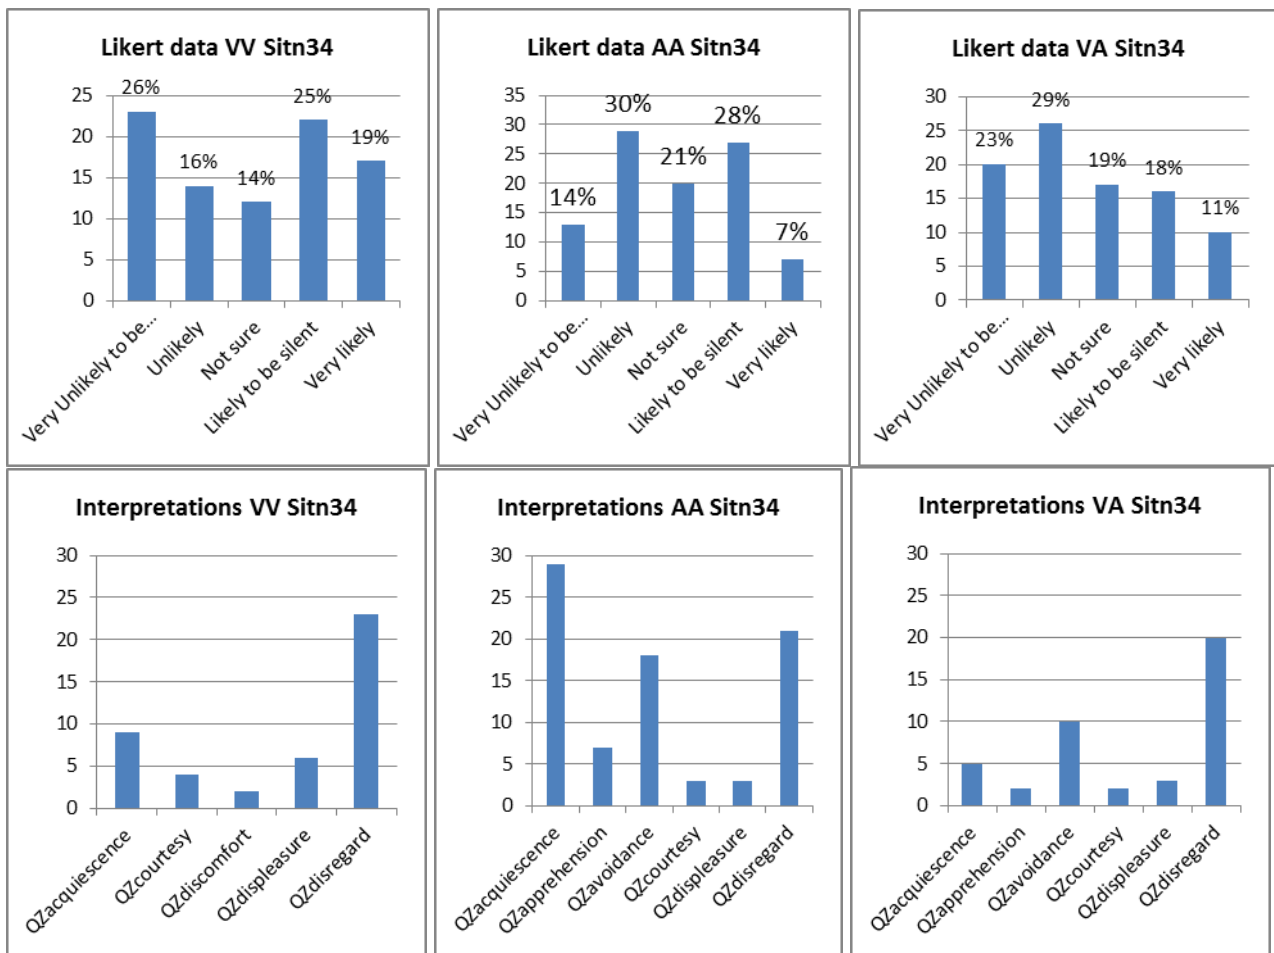 Likert data VV Sitn34
25
20
15
10
5
0
26%
16%
14%
25%
19%
Very Unlikely to be...
Unlikely
Not sure
Likely to be silent
Very likely
Likert data AA Sitn34
35
30
25
20
15
10
5
0
14%
30%
21%
28%
7%
Very Unlikely to be...
Unlikely
Not sure
Likely to be silent
Very likely
Likert data VA Sitn34
30
25
20
15
10
5
0
23%
29%
19%
18%
11%
Very Unlikely to be...
Unlikely
Not sure
Likely to be silent
Very likely
Interpretations VV Sitn34
30
25
20
15
10
5
0
QZacquiescence
QZcourtesy
QZdiscomfort
QZdispleasure
QZdisregard
Interpretations AA Sitn34
30
25
20
15
10
5
0
QZacquiescence
QZapprehension
QZavoidance
QZcourtesy
QZdispleasure
QZdisregard
Interpretations VA Sitn34
30
25
20
15
10
5
0
QZacquiescence
QZapprehension
QZavoidance
QZcourtesy
QZdispleasure
QZdisregard